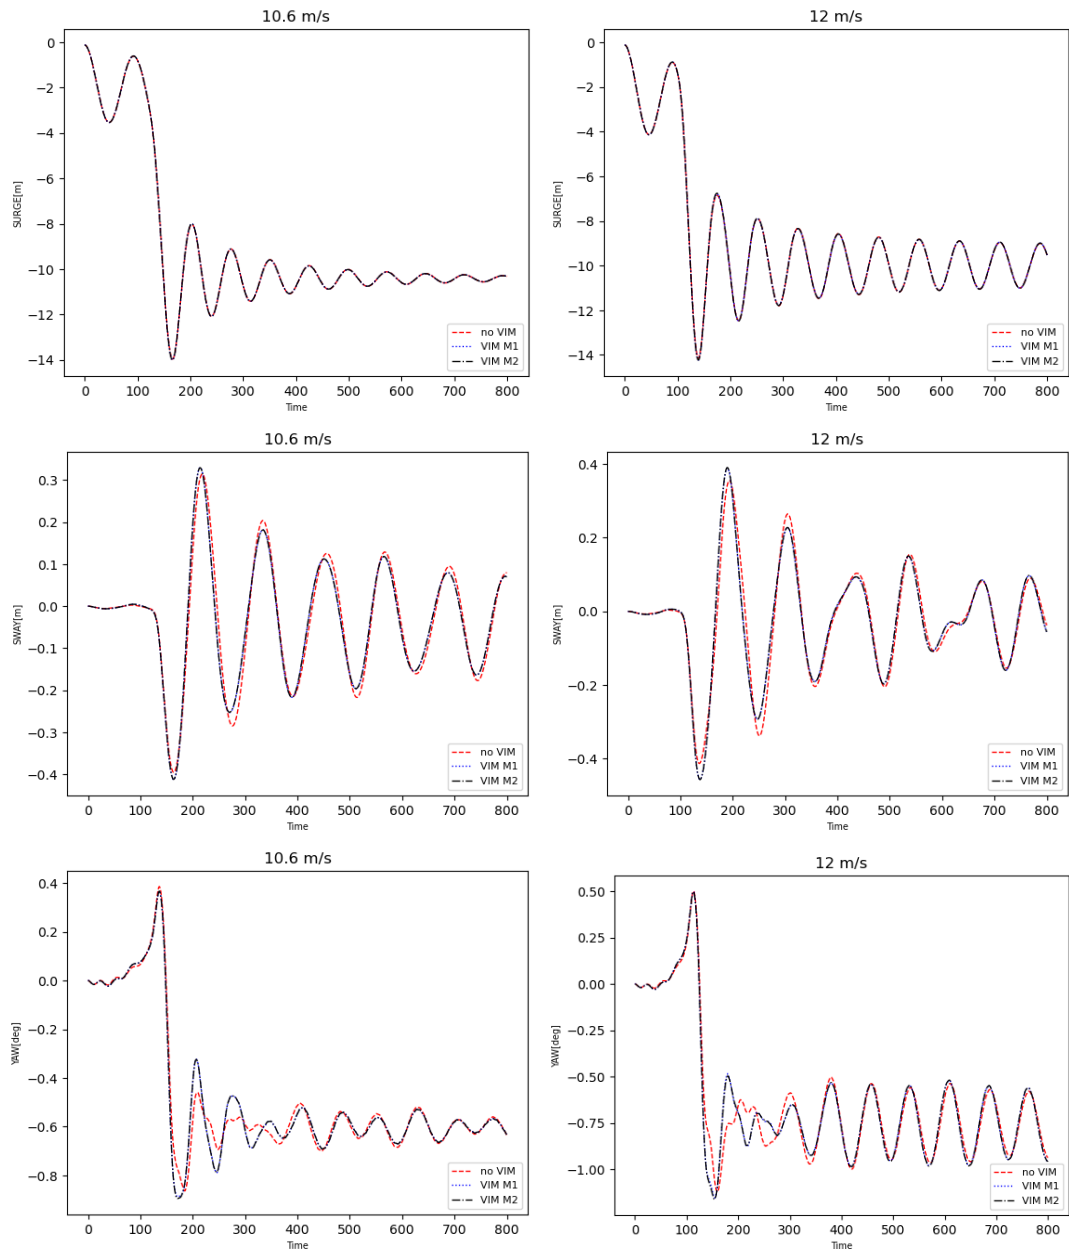 10.6 m/s
12 m/s
0
−2
−4
−6
−8
−10
−12
−14
SURGE[m]
0 100 200 300 400 500 600 700 800
Time
no VIM
VIM M1
VIM M2
0
−2
−4
−6
−8
−10
−12
−14
SURGE[m]
0 100 200 300 400 500 600 700 800
Time
no VIM
VIM M1
VIM M2
10.6 m/s
12 m/s
0.3
0.2
0.1
0.0
−0.1
−0.2
−0.3
−0.4
SWAY[m]
0 100 200 300 400 500 600 700 800
Time
no VIM
VIM M1
VIM M2
0.4
0.2
0.0
−0.2
−0.4
SWAY[m]
0 100 200 300 400 500 600 700 800
Time
no VIM
VIM M1
VIM M2
10.6 m/s
12 m/s
0.4
0.2
0.0
−0.2
−0.4
−0.6
−0.8
YAW[deg]
0 100 200 300 400 500 600 700 800
Time
no VIM
VIM M1
VIM M2
0.50
0.25
0.00
−0.25
−0.50
−0.75
−1.00
YAW[deg]
0 100 200 300 400 500 600 700 800
Time
no VIM
VIM M1
VIM M2